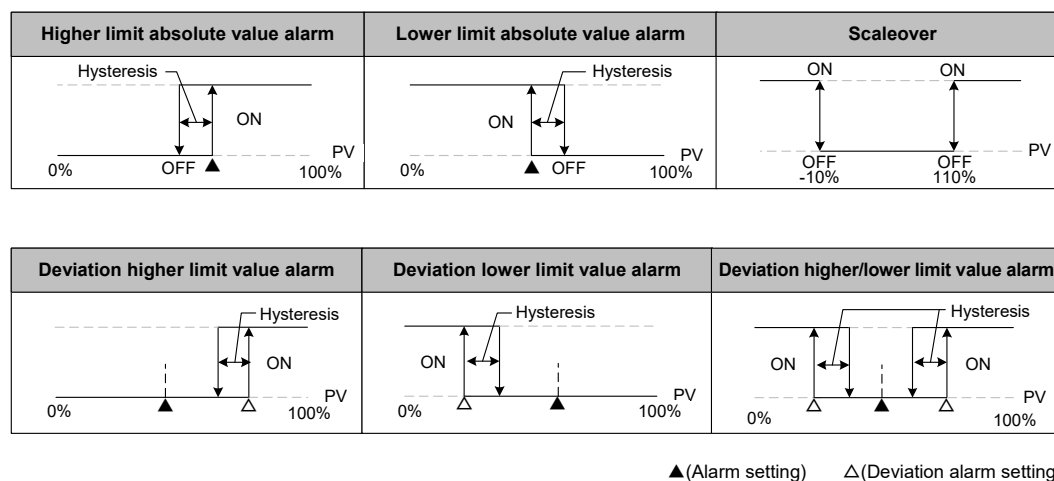 Higher limit absolute value alarm
Lower limit absolute value alarm
Scaleover
Hysteresis
ON
PV
0%
OFF
▲
100%
Hysteresis
ON
PV
0%
▲
OFF
100%
ON
ON
PV
OFF
OFF
-10%
110%
Deviation higher limit value alarm
Deviation lower limit value alarm
Deviation higher/lower limit value alarm
Hysteresis
ON
PV
0%
▲
△
100%
Hysteresis
ON
PV
0%
△
▲
100%
Hysteresis
ON
ON
PV
0%
△
▲
△
100%
▲(Alarm setting)
△(Deviation alarm setting